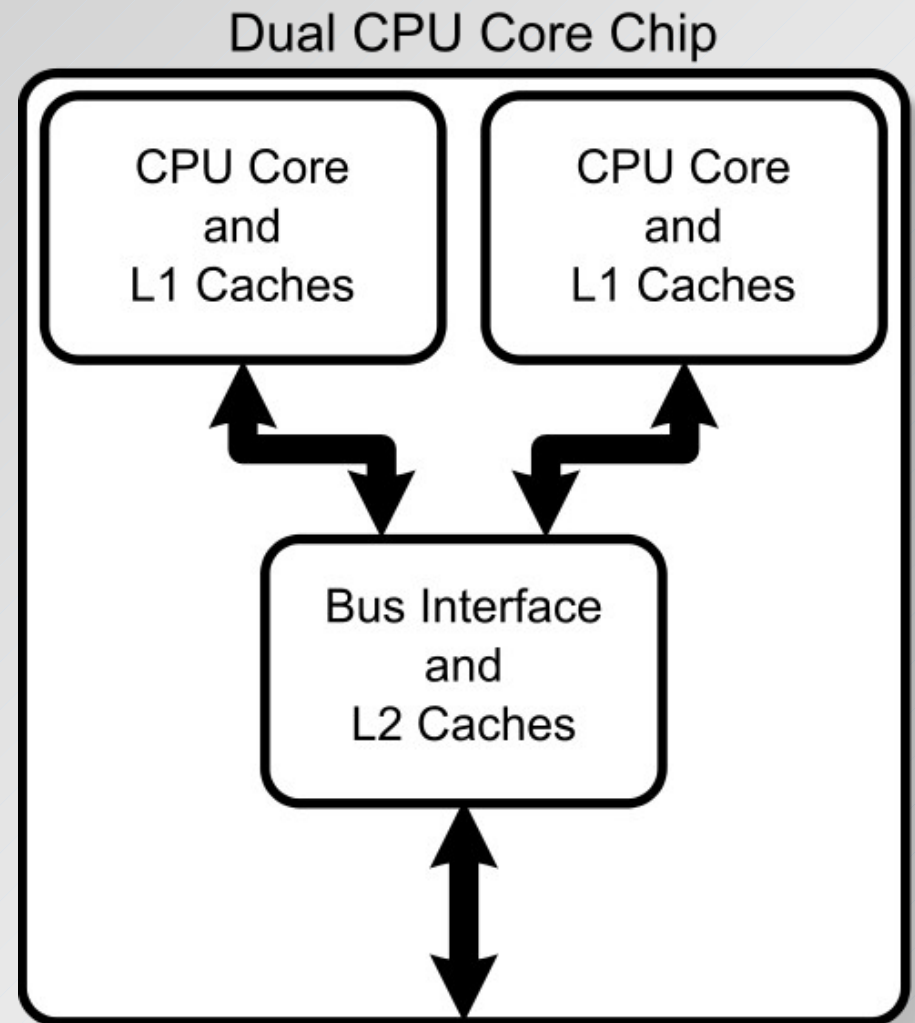 Dual CPU Core Chip
CPU Core
and
L1 Caches
CPU Core
and
L1 Caches
Bus Interface
and
L2 Caches